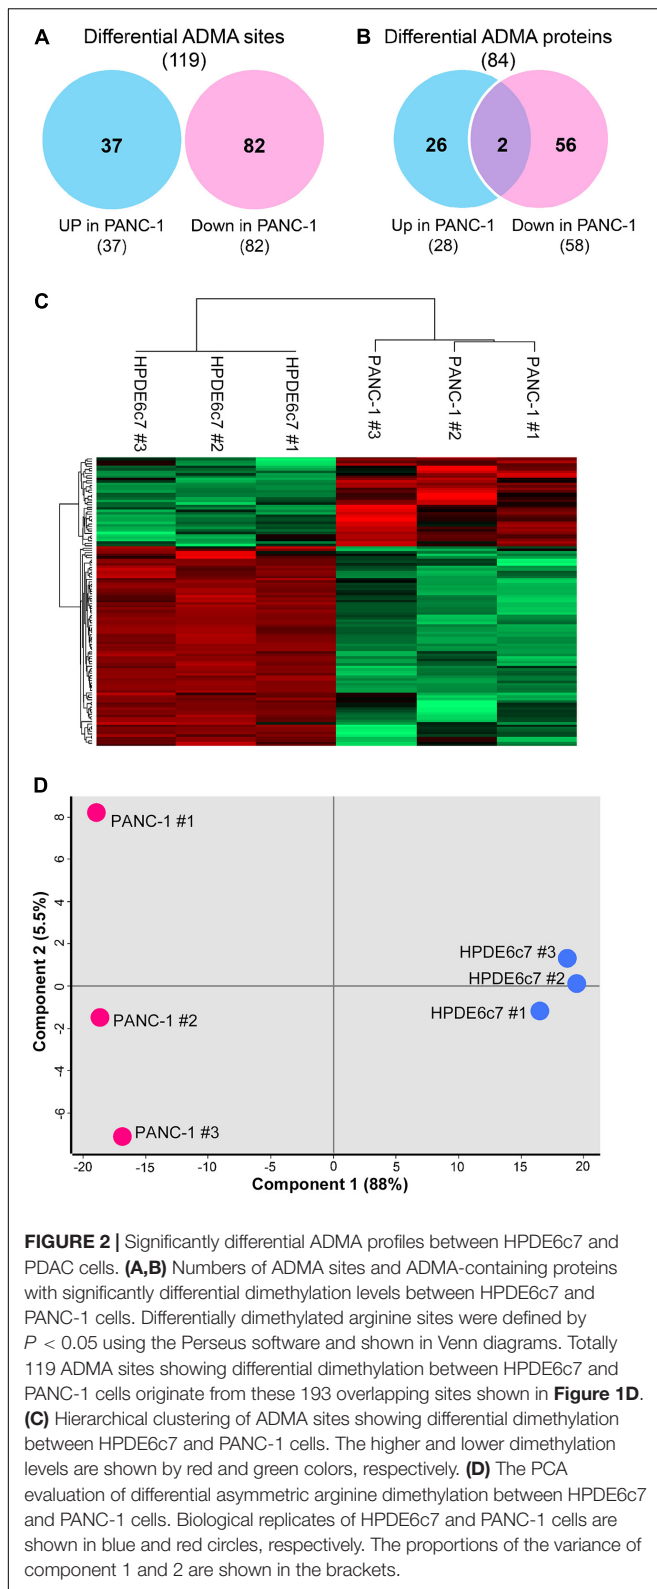 A Differential ADMA sites
(119)
37
82
UP in PANC-1
(37)
Down in PANC-1
(82)
B Differential ADMA proteins
(84)
26
2
56
Up in PANC-1
(28)
Down in PANC-1
(58)
C
HPDE6c7 #3
HPDE6c7 #2
HPDE6c7 #1
PANC-1 #3
PANC-1 #2
PANC-1 #1
D
Component 2 (5.5%)
8
6
4
2
0
-2
-4
-6
PANC-1 #1
PANC-1 #2
PANC-1 #3
HPDE6c7 #3
HPDE6c7 #2
HPDE6c7 #1
-20 -15 -10 -5 0 5 10 15 20
Component 1 (88%)
FIGURE 2 | Significantly differential ADMA profiles between HPDE6c7 and
PDAC cells. (A,B) Numbers of ADMA sites and ADMA-containing proteins
with significantly differential dimethylation levels between HPDE6c7 and
PANC-1 cells. Differentially dimethylated arginine sites were defined by
P < 0.05 using the Perseus software and shown in Venn diagrams. Totally
119 ADMA sites showing differential dimethylation between HPDE6c7 and
PANC-1 cells originate from these 193 overlapping sites shown in Figure 1D.
(C) Hierarchical clustering of ADMA sites showing differential dimethylation
between HPDE6c7 and PANC-1 cells. The higher and lower dimethylation
levels are shown by red and green colors, respectively. (D) The PCA
evaluation of differential asymmetric arginine dimethylation between HPDE6c7
and PANC-1 cells. Biological replicates of HPDE6c7 and PANC-1 cells are
shown in blue and red circles, respectively. The proportions of the variance of
component 1 and 2 are shown in the brackets.